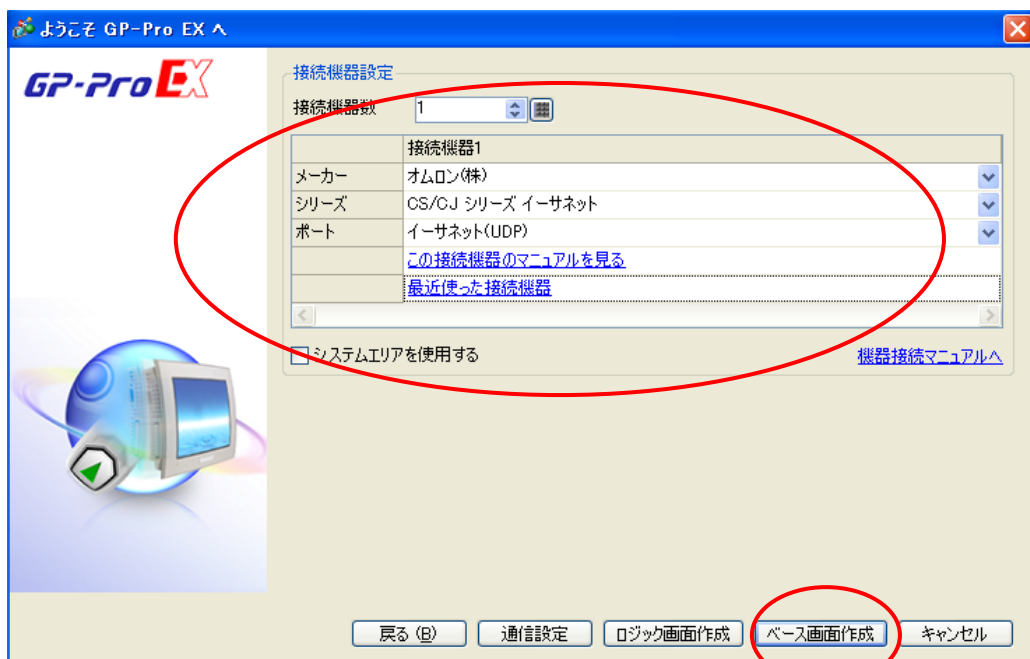 ようこそ GP-Pro EX へ
GP-Pro EX
接続機器設定
接続機器数 1
接続機器1
メーカー オムロン(株)
シリーズ CS/CJ シリーズ イーサネット
ポート イーサネット(UDP)
この接続機器のマニュアルを見る
最近使った接続機器
システムエリアを使用する 機器接続マニュアルへ
戻る(B) 通信設定 ロジック画面作成 ベース画面作成 キャンセル